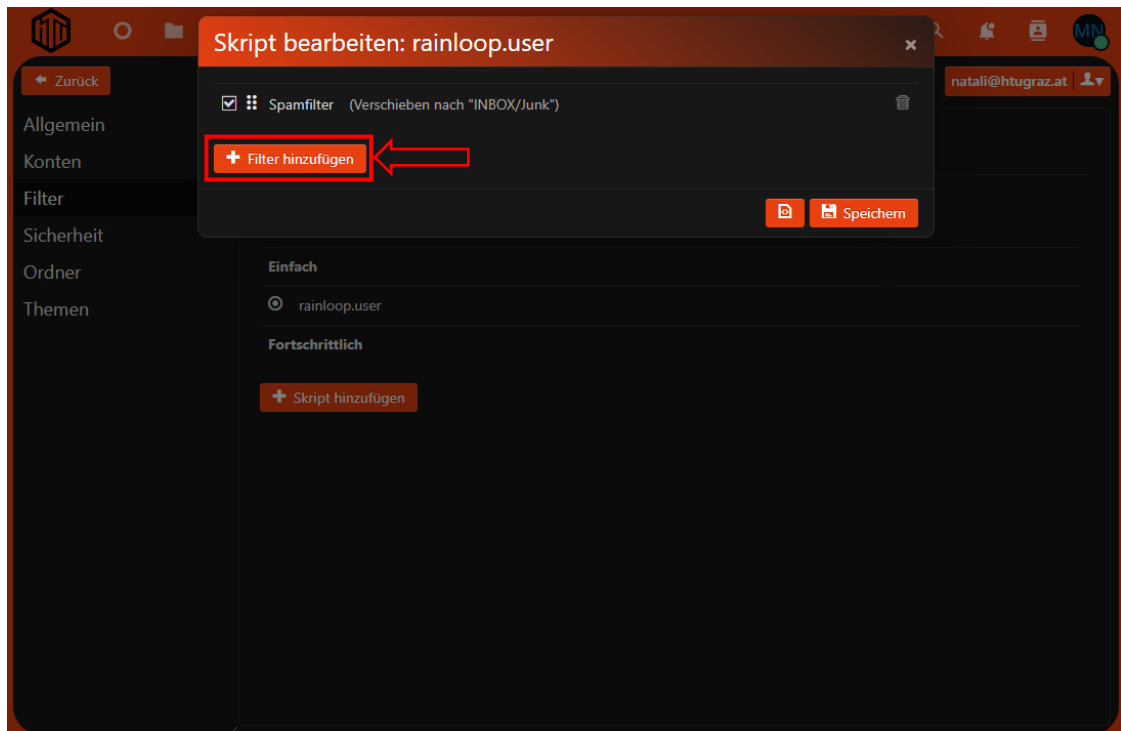 Skript bearbeiten: rainloop.user
MN
Zurück
natali@htugraz.at
Spamfilter (Verschieben nach "INBOX/Junk")
Allgemein
Konten
Filter hinzufügen
Filter
Speichern
Sicherheit
Ordner
Einfach
Themen
rainloop.user
Fortschrittlich
Skript hinzufügen